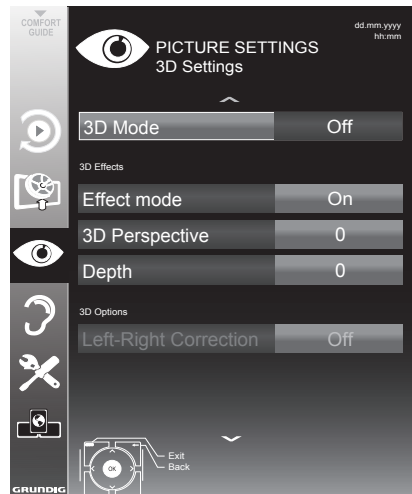 COMFORT
GUIDE
dd.mm.yyyy
hh:mm
PICTURE SETTINGS
3D Settings
3D Mode Off
3D Effects
Effect mode On
3D Perspective 0
Depth 0
3D Options
Left-Right Correction Off
Exit
Back
OK
GRUNDIG